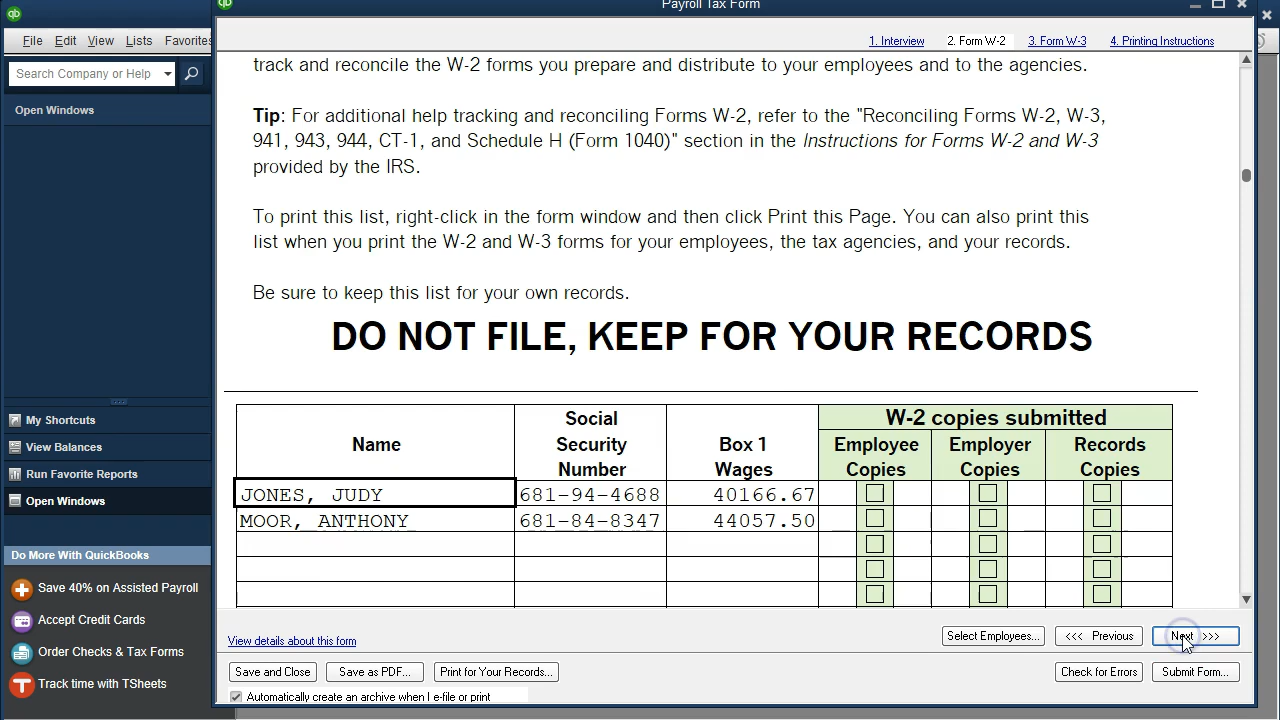 Payroll Tax Form
File Edit View Lists Favorites
1. Interview 2. Form W-2 3. Form W-3 4. Printing Instructions
Search Company or Help
Open Windows
track and reconcile the W-2 forms you prepare and distribute to your employees and to the agencies.
Tip: For additional help tracking and reconciling Forms W-2, refer to the "Reconciling Forms W-2, W-3,
941, 943, 944, CT-1, and Schedule H (Form 1040)" section in the Instructions for Forms W-2 and W-3
provided by the IRS.
To print this list, right-click in the form window and then click Print this Page. You can also print this
list when you print the W-2 and W-3 forms for your employees, the tax agencies, and your records.
Be sure to keep this list for your own records.
DO NOT FILE, KEEP FOR YOUR RECORDS
Name
Social
Security
Number
Box 1
Wages
W-2 copies submitted
Employee
Copies
Employer
Copies
Records
Copies
JONES, JUDY 681-94-4688 40166.67
MOOR, ANTHONY 681-84-8347 44057.50
My Shortcuts
View Balances
Run Favorite Reports
Open Windows
Do More With QuickBooks
Save 40% on Assisted Payroll
Accept Credit Cards
Order Checks & Tax Forms
Track time with TSheets
View details about this form
Select Employees... <<< Previous Next >>>
Save and Close Save as PDF... Print for Your Records... Check for Errors Submit Form...
Automatically create an archive when I e-file or print